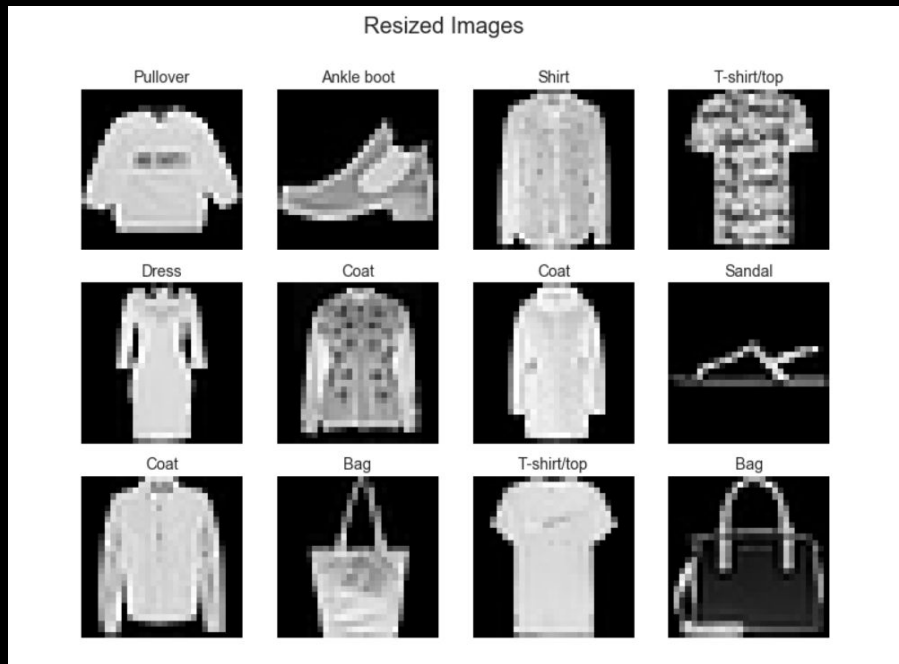 Resized Images
Pullover
Ankle boot
Shirt
T-shirt/top
Dress
Coat
Coat
Sandal
Coat
Bag
T-shirt/top
Bag